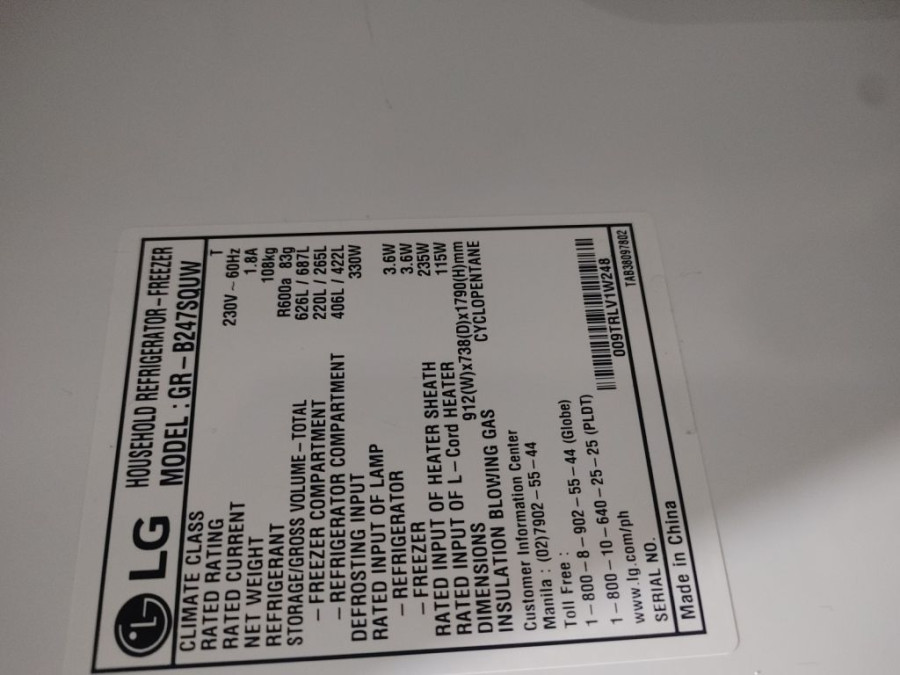 LG
HOUSEHOLD REFRIGERATOR-FREEZER
MODEL : GR-B247SQUW
CLIMATE CLASS T
RATED RATING 230V ~ 60Hz
RATED CURRENT 1.8A
NET WEIGHT 108kg
REFRIGERANT R600a 83g
STORAGE/GROSS VOLUME-TOTAL 626L / 687L
- FREEZER COMPARTMENT 220L / 265L
- REFRIGERATOR COMPARTMENT 406L / 422L
DEFROSTING INPUT 330W
RATED INPUT OF LAMP
- REFRIGERATOR 3.6W
- FREEZER 3.6W
RATED INPUT OF HEATER SHEATH 235W
RATED INPUT OF L-Cord HEATER 115W
DIMENSIONS 912(W)x738(D)x1790(H)mm
INSULATION BLOWING GAS CYCLOPENTANE
Customer Information Center
Manila : (02)7902-55-44
Toll Free :
1-800-8-902-55-44 (Globe)
1-800-10-640-25-25 (PLDT)
www.lg.com/ph
SERIAL NO. 009TRLV1W248
Made in China TAB38097802